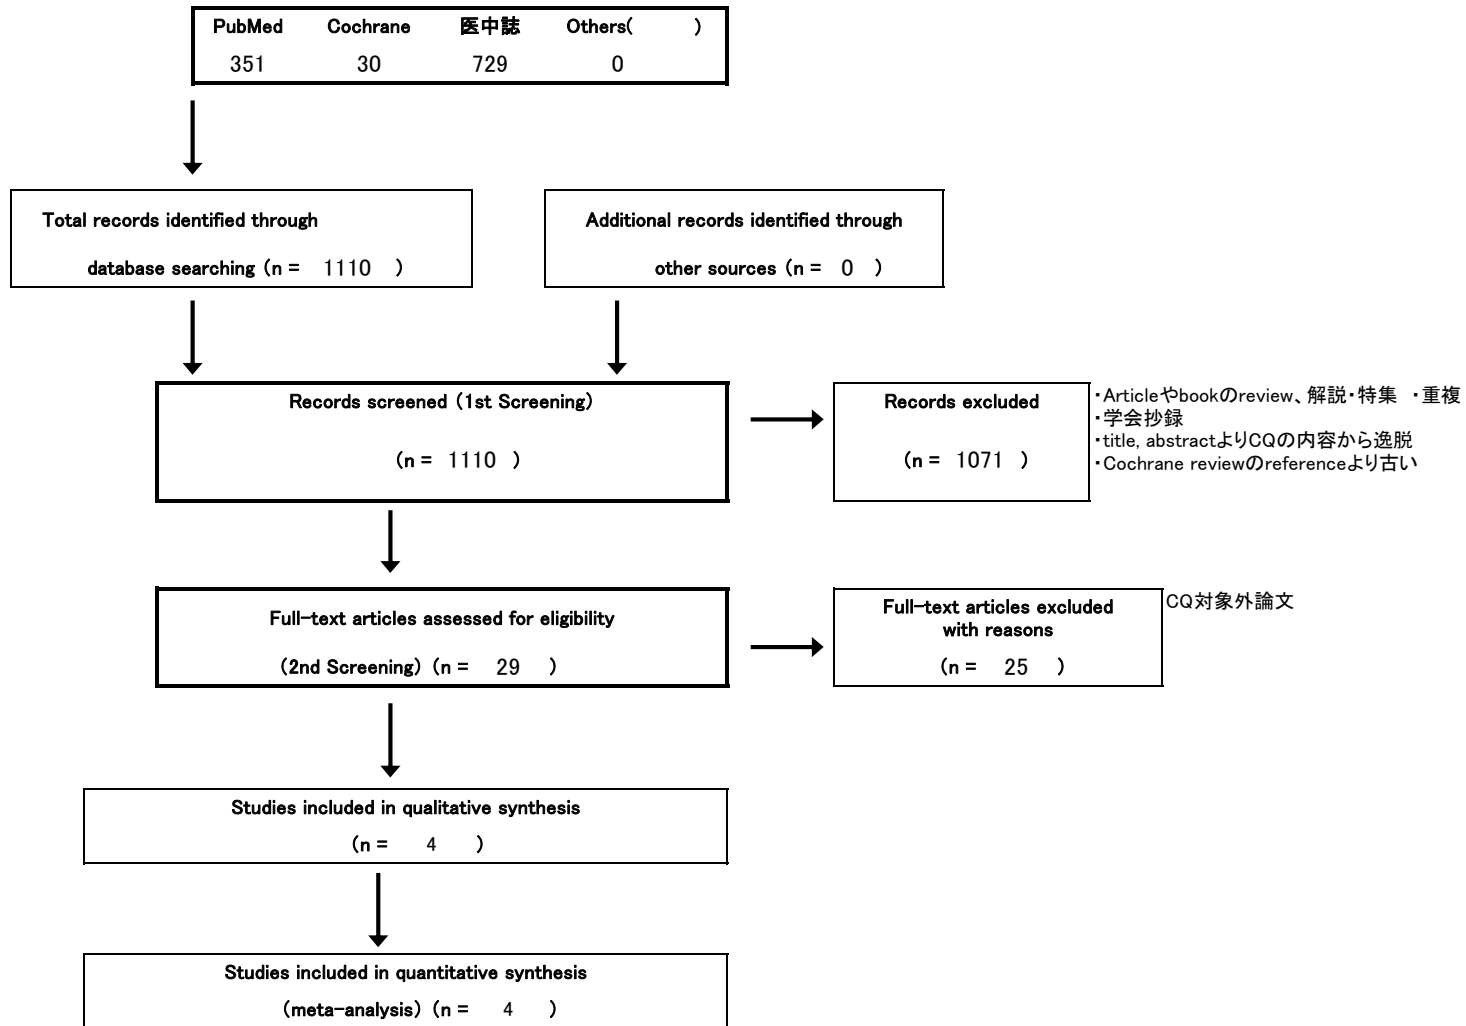 PubMed Cochrane 医中誌 Others( )
351 30 729 0
Total records identified through
database searching (n = 1110 )
Additional records identified through
other sources (n = 0 )
Records screened (1st Screening)
(n = 1110 )
Records excluded
(n = 1071 )
・Articleやbookのreview、解説・特集 ・重複
・学会抄録
・title, abstractよりCQの内容から逸脱
・Cochrane reviewのreferenceより古い
Full-text articles assessed for eligibility
(2nd Screening) (n = 29 )
Full-text articles excluded
with reasons
(n = 25 )
CQ対象外論文
Studies included in qualitative synthesis
(n = 4 )
Studies included in quantitative synthesis
(meta-analysis) (n = 4 )